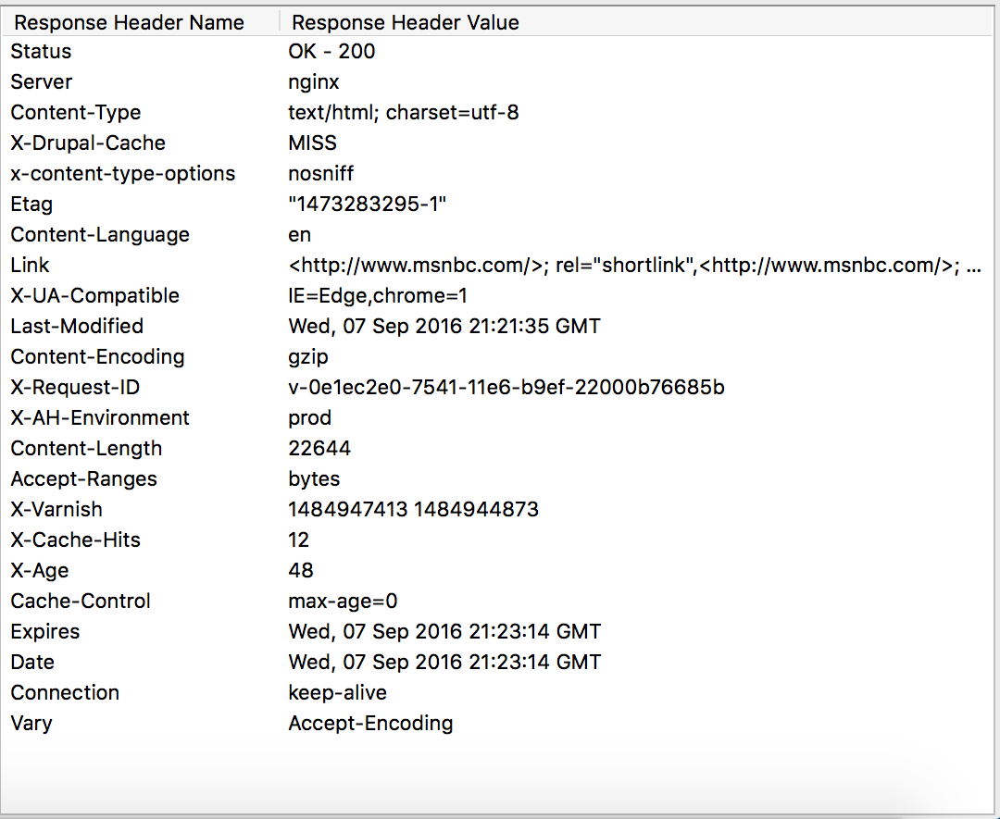 Response Header Name Response Header Value
Status OK - 200
Server nginx
Content-Type text/html; charset=utf-8
X-Drupal-Cache MISS
x-content-type-options nosniff
Etag "1473283295-1"
Content-Language en
Link <http://www.msnbc.com/>; rel="shortlink",<http://www.msnbc.com/>; ...
X-UA-Compatible IE=Edge,chrome=1
Last-Modified Wed, 07 Sep 2016 21:21:35 GMT
Content-Encoding gzip
X-Request-ID v-0e1ec2e0-7541-11e6-b9ef-22000b76685b
X-AH-Environment prod
Content-Length 22644
Accept-Ranges bytes
X-Varnish 1484947413 1484944873
X-Cache-Hits 12
X-Age 48
Cache-Control max-age=0
Expires Wed, 07 Sep 2016 21:23:14 GMT
Date Wed, 07 Sep 2016 21:23:14 GMT
Connection keep-alive
Vary Accept-Encoding